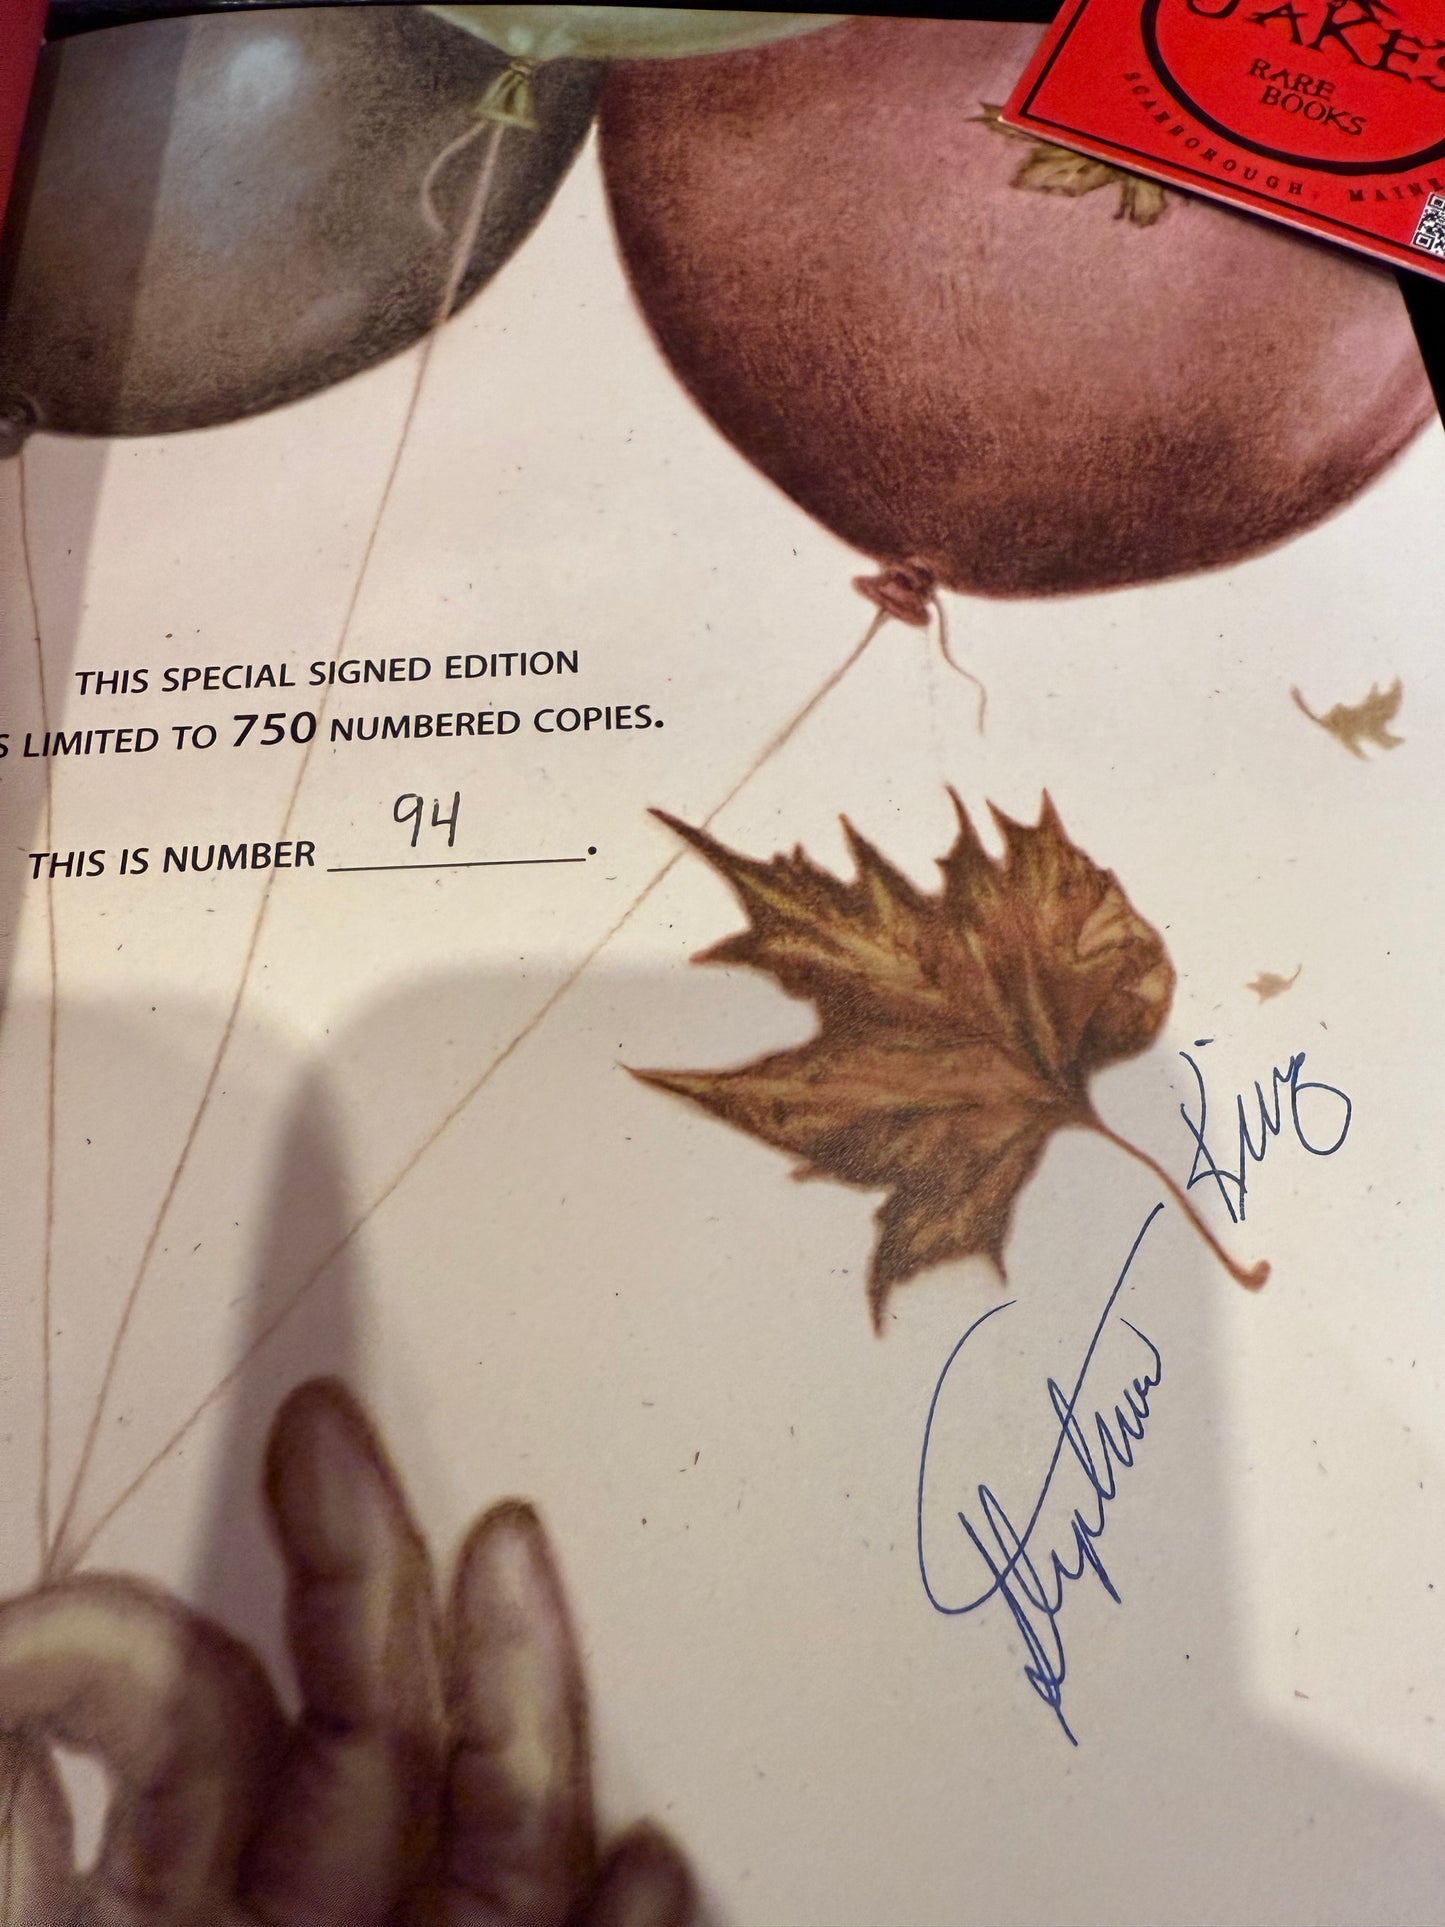 JAKE'S
RARE
BOOKS
SCARBOROUGH, MAINE
THIS SPECIAL SIGNED EDITION
S LIMITED TO 750 NUMBERED COPIES.
THIS IS NUMBER 94.
Stephen King